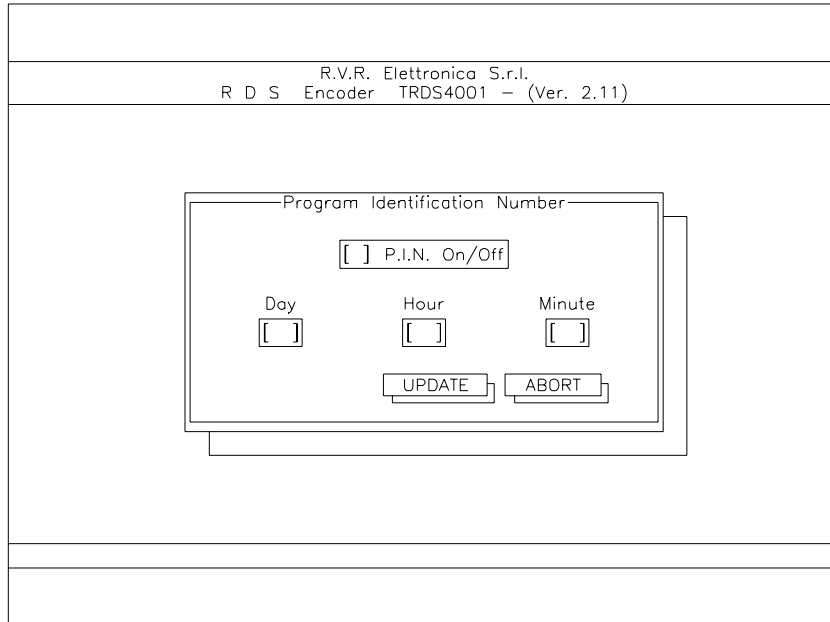 R.V.R. Elettronica S.r.l.
R D S Encoder TRDS4001 - (Ver. 2.11)
Program Identification Number
[ ] P.I.N. On/Off
Day Hour Minute
[ ] [ ] [ ]
UPDATE ABORT